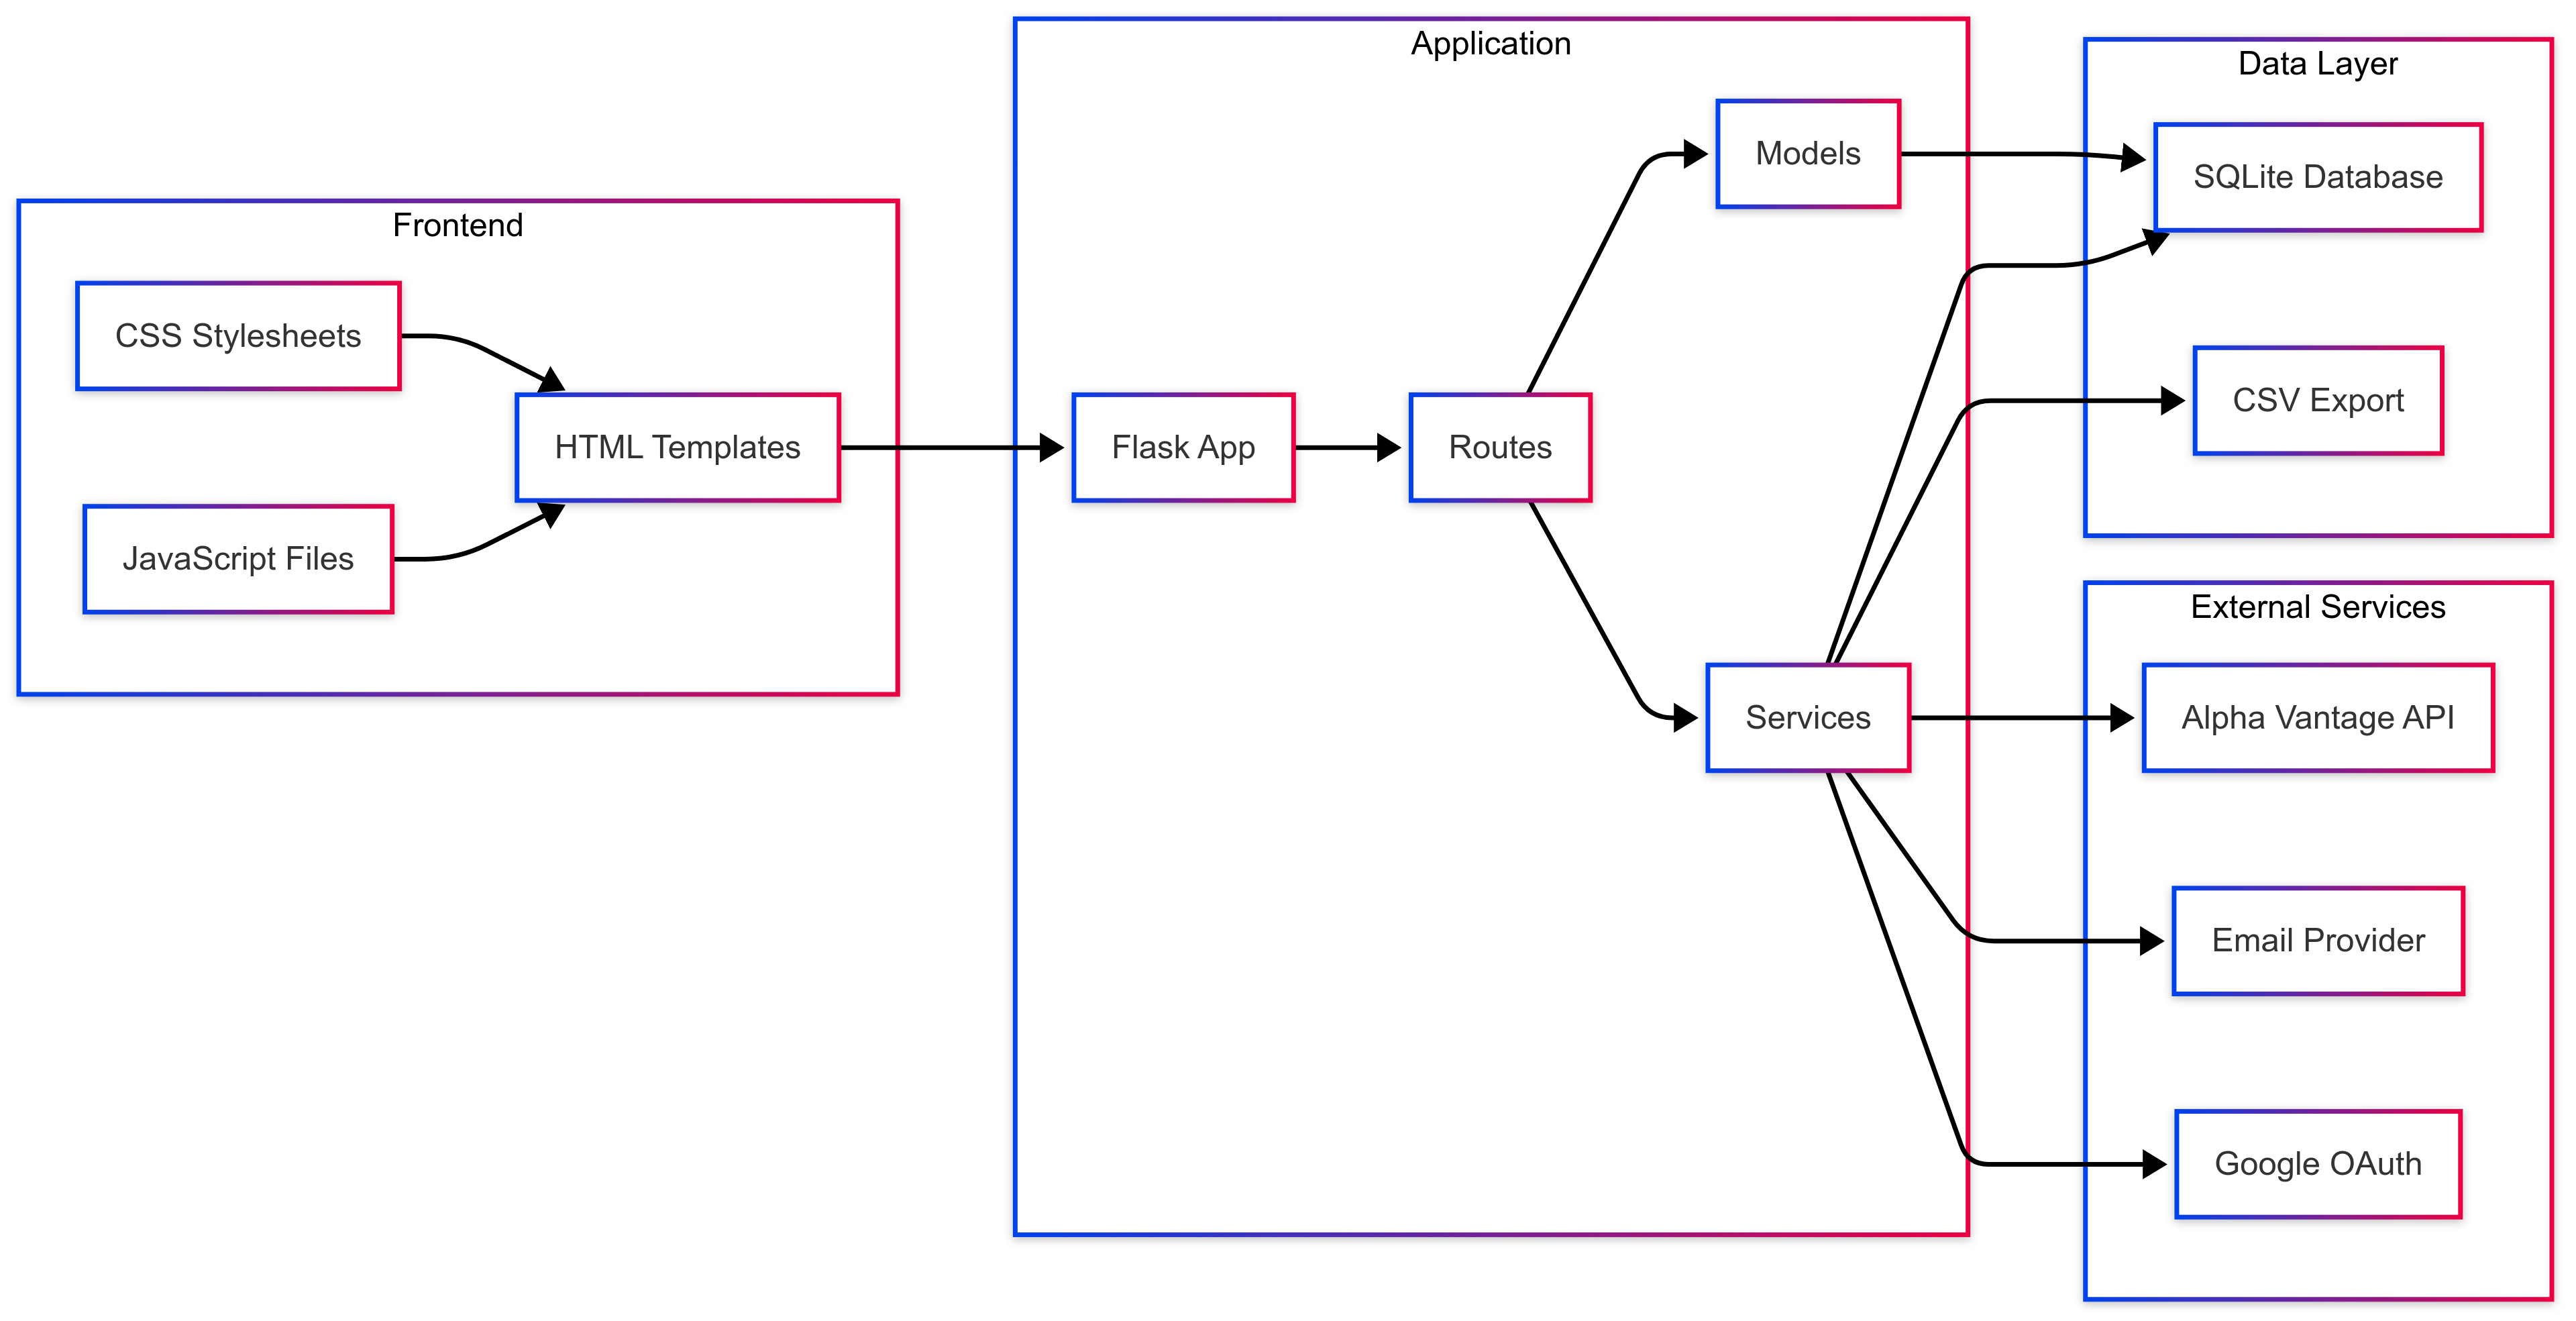 Frontend
CSS Stylesheets
JavaScript Files
HTML Templates
Application
Flask App
Routes
Models
Services
Data Layer
SQLite Database
CSV Export
External Services
Alpha Vantage API
Email Provider
Google OAuth